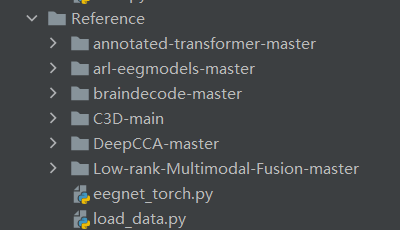 Reference
annotated-transformer-master
arl-eegmodels-master
braindecode-master
C3D-main
DeepCCA-master
Low-rank-Multimodal-Fusion-master
eegnet_torch.py
load_data.py